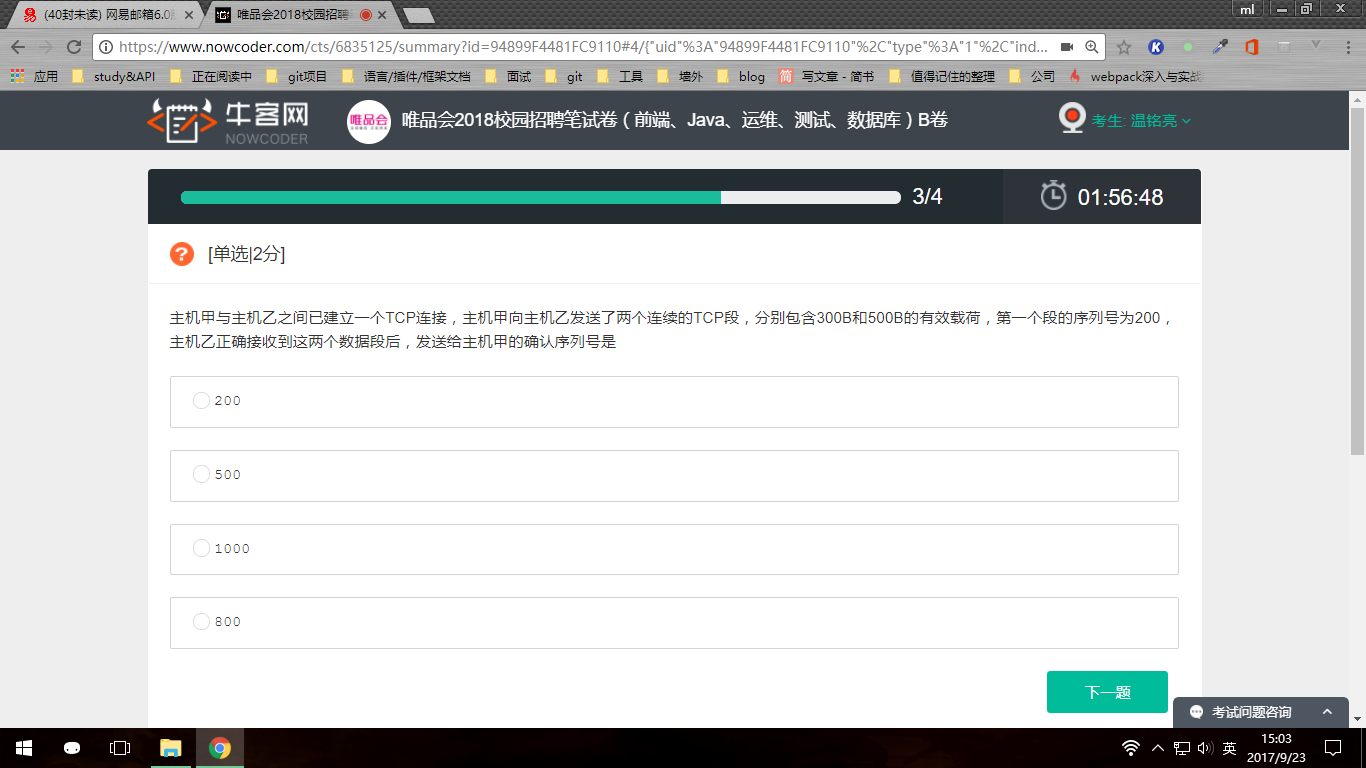 (40封未读) 网易邮箱6.0
唯品会2018校园招聘
ml
https://www.nowcoder.com/cts/6835125/summary?id=94899F4481FC9110#4/{"uid"%3A"94899F4481FC9110"%2C"type"%3A"1"%2C"ind...
应用 study&API 正在阅读中 git项目 语言/插件/框架文档 面试 git 工具 墙外 blog 简 写文章 - 简书 值得记住的整理 公司 webpack深入与实战
牛客网
NOWCODER
唯品会
唯品会2018校园招聘笔试卷（前端、Java、运维、测试、数据库）B卷
考生: 温铭亮
3/4
01:56:48
[单选|2分]
主机甲与主机乙之间已建立一个TCP连接，主机甲向主机乙发送了两个连续的TCP段，分别包含300B和500B的有效载荷，第一个段的序列号为200，
主机乙正确接收到这两个数据段后，发送给主机甲的确认序列号是
200
500
1000
800
下一题
考试问题咨询
英
15:03
2017/9/23